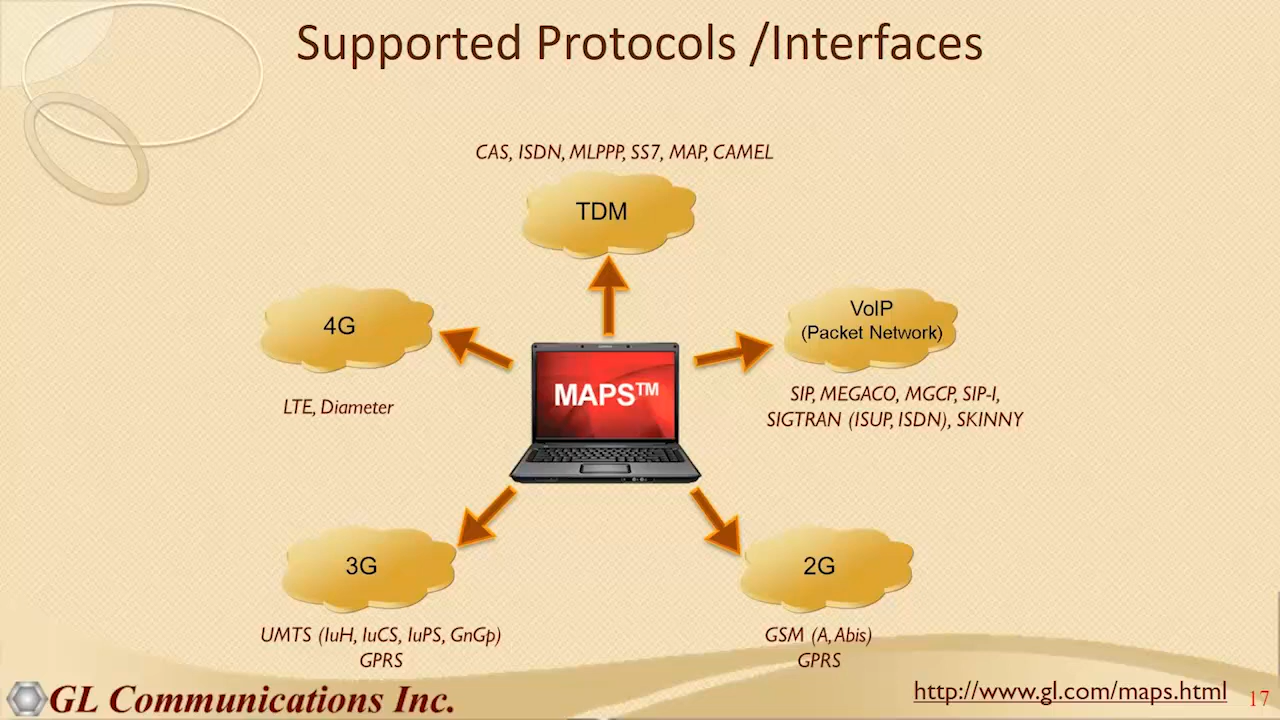 Supported Protocols /Interfaces
CAS, ISDN, MLPPP, SS7, MAP, CAMEL
TDM
4G
VoIP
(Packet Network)
MAPS™
LTE, Diameter
SIP, MEGACO, MGCP, SIP-I,
SIGTRAN (ISUP, ISDN), SKINNY
3G
2G
UMTS (IuH, IuCS, IuPS, GnGp)
GPRS
GSM (A, Abis)
GPRS
GL Communications Inc.
http://www.gl.com/maps.html
17